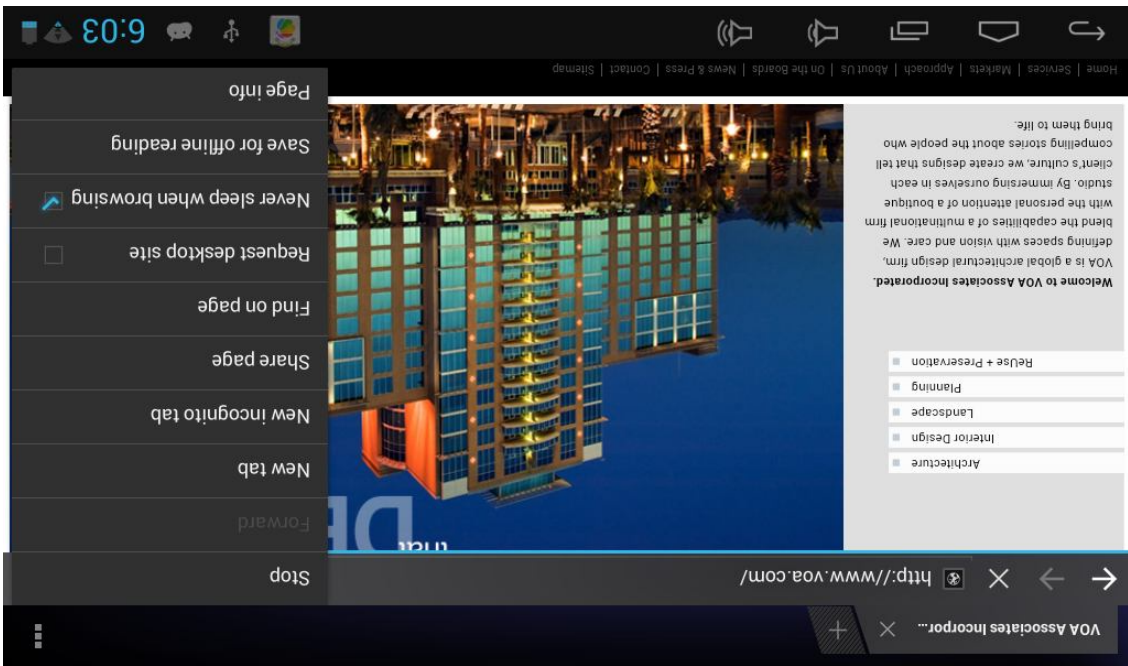 VOA Associates Incorpor...
http://www.voa.com/
Stop
Forward
New tab
New incognito tab
Share page
Find on page
Request desktop site
Never sleep when browsing
Save for offline reading
Page info
that
DE
Architecture
Interior Design
Landscape
Planning
ReUse + Preservation
Welcome to VOA Associates Incorporated.
VOA is a global architectural design firm,
defining spaces with vision and care. We
blend the capabilities of a multinational firm
with the personal attention of a boutique
studio. By immersing ourselves in each
client's culture, we create designs that tell
compelling stories about the people who
bring them to life.
Home | Services | Markets | Approach | About Us | On the Boards | News & Press | Contact | Sitemap
6:03